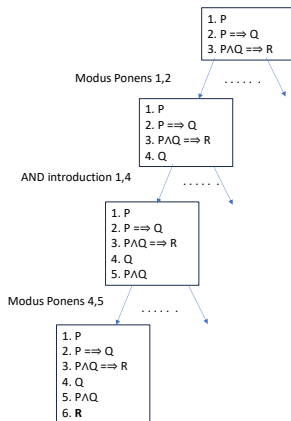 1. P
2. P ==> Q
3. P∧Q ==> R
Modus Ponens 1,2
. . . . . .
1. P
2. P ==> Q
3. P∧Q ==> R
4. Q
AND introduction 1,4
. . . . . .
1. P
2. P ==> Q
3. P∧Q ==> R
4. Q
5. P∧Q
Modus Ponens 4,5
. . . . . .
1. P
2. P ==> Q
3. P∧Q ==> R
4. Q
5. P∧Q
6. R